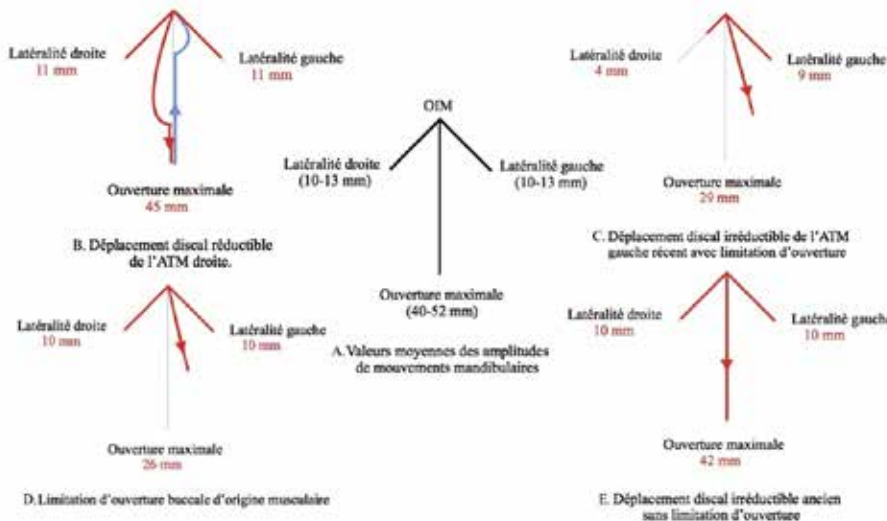 Latéralité droite
11 mm
Latéralité gauche
11 mm
Ouverture maximale
45 mm
B. Déplacement discal réductible
de l'ATM droite.
OIM
Latéralité droite
(10-13 mm)
Latéralité gauche
(10-13 mm)
Ouverture maximale
(40-52 mm)
A. Valeurs moyennes des amplitudes
de mouvements mandibulaires
Latéralité droite
4 mm
Latéralité gauche
9 mm
Ouverture maximale
29 mm
C. Déplacement discal irréductible de l'ATM
gauche récent avec limitation d'ouverture
Latéralité droite
10 mm
Latéralité gauche
10 mm
Ouverture maximale
26 mm
D. Limitation d'ouverture buccale d'origine musculaire
Latéralité droite
10 mm
Latéralité gauche
10 mm
Ouverture maximale
42 mm
E. Déplacement discal irréductible ancien
sans limitation d'ouverture